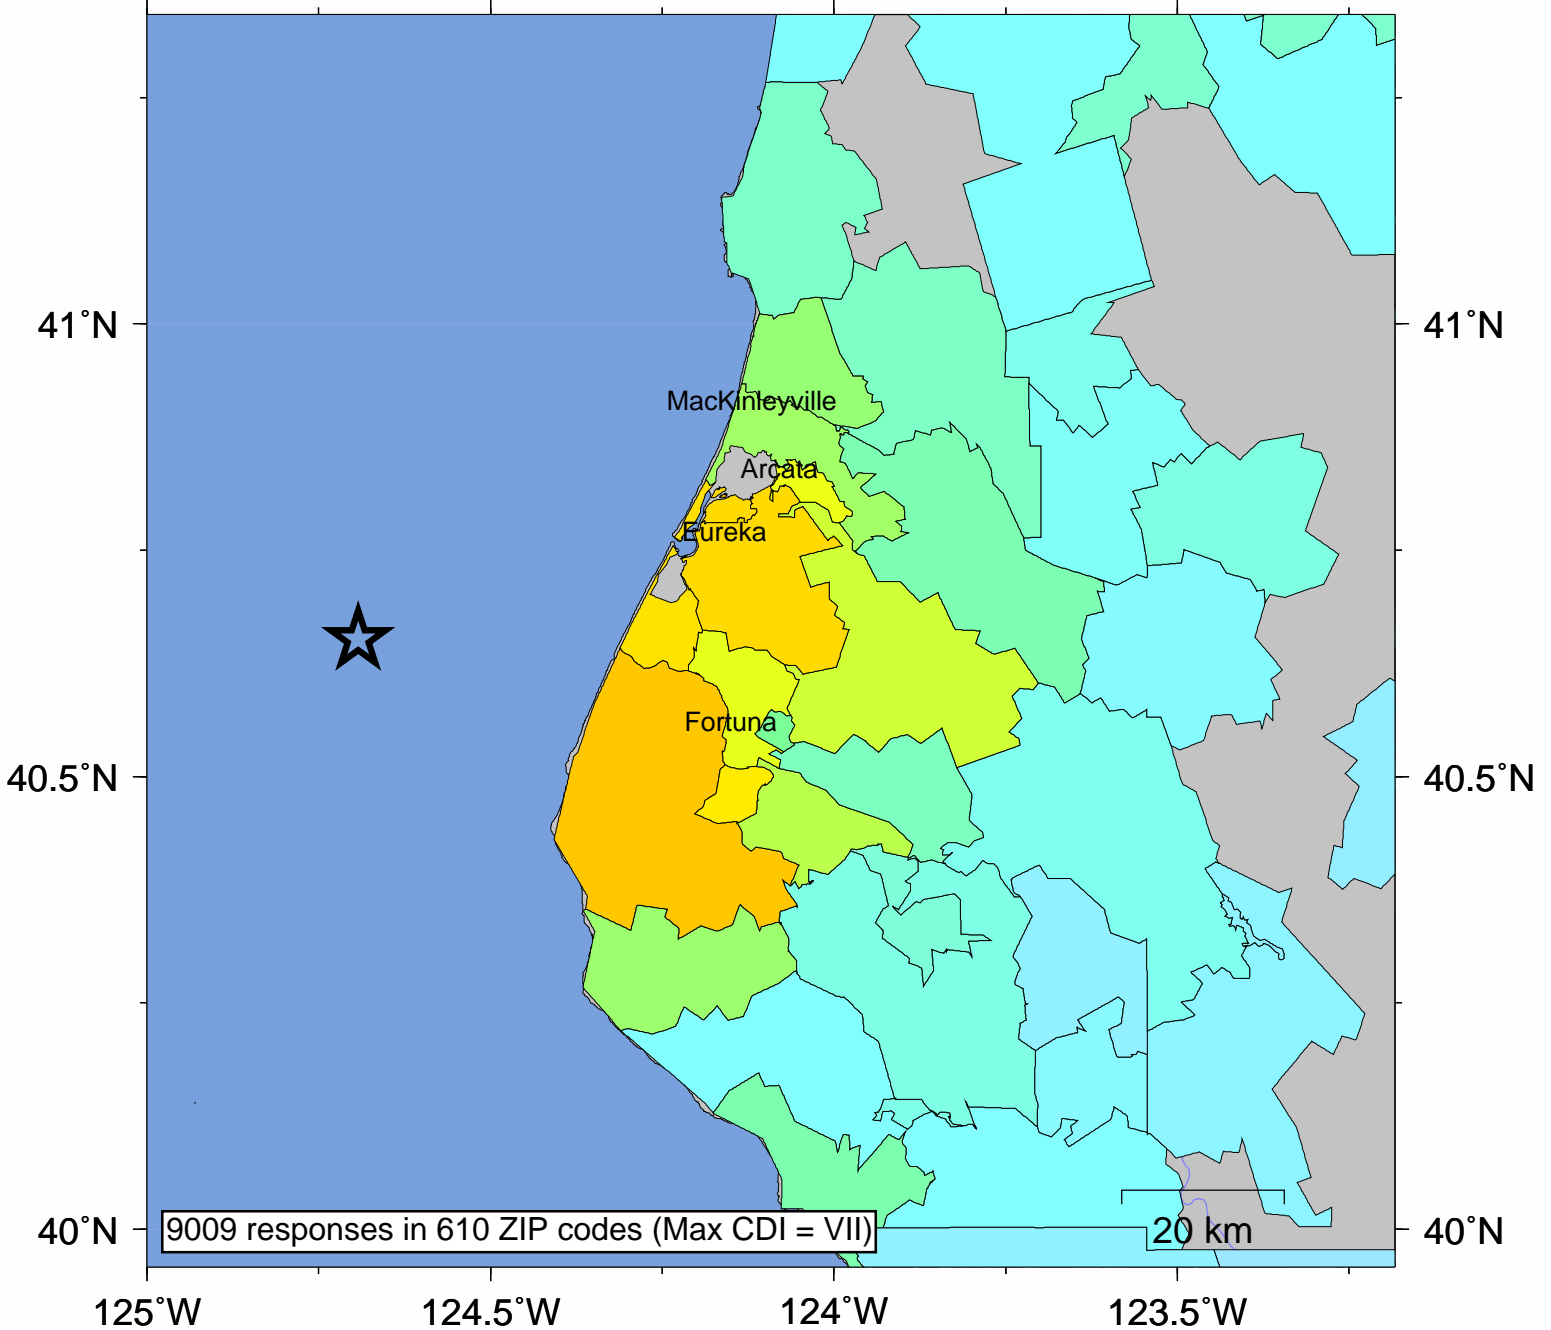 41°N
41°N
MacKinleyville
Arcata
Eureka
Fortuna
40.5°N
40.5°N
9009 responses in 610 ZIP codes (Max CDI = VII)
20 km
40°N
40°N
125°W
124.5°W
124°W
123.5°W